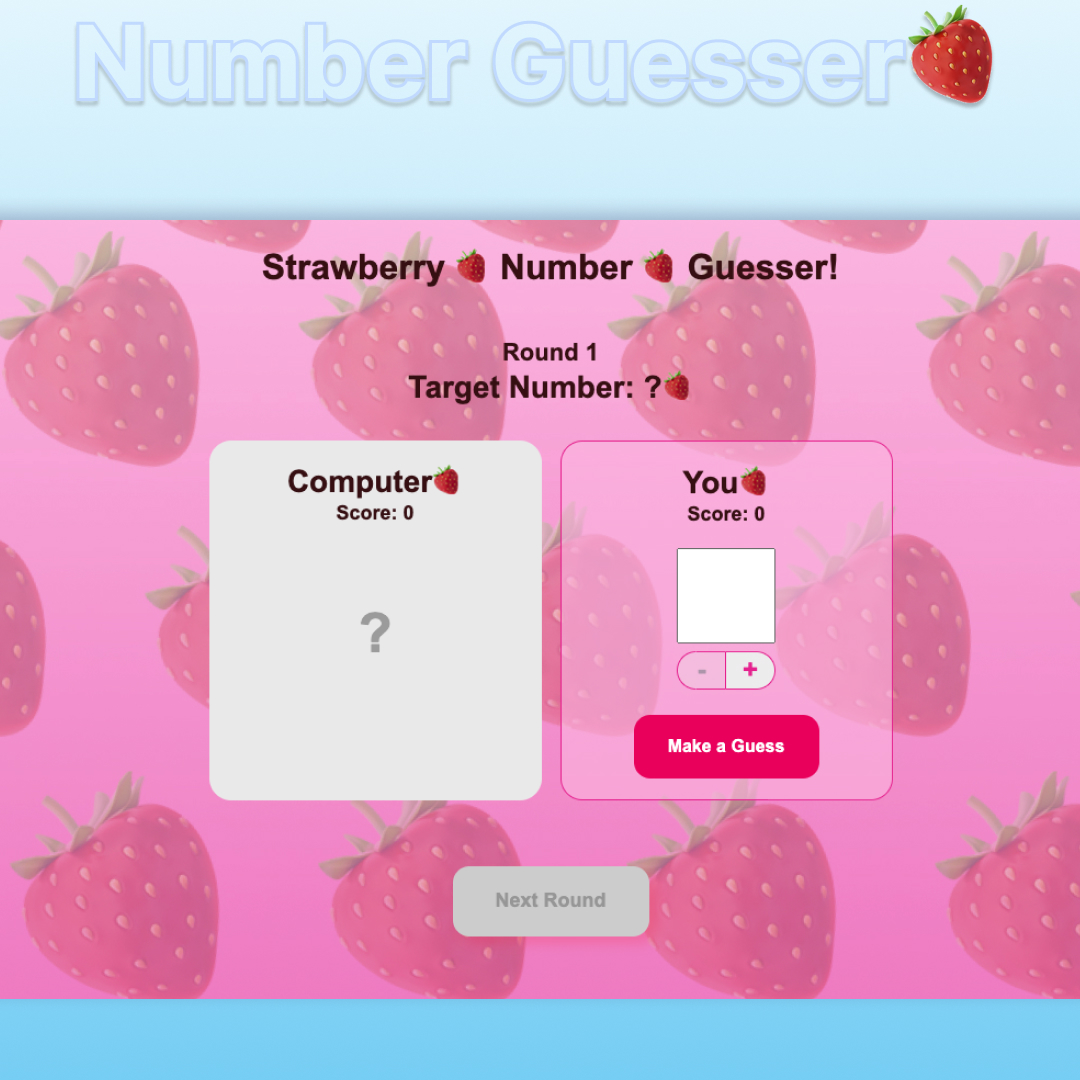 Number Guesser🍓
Strawberry 🍓 Number 🍓 Guesser!
Round 1
Target Number: ?🍓
Computer🍓
Score: 0
?
You🍓
Score: 0
- +
Make a Guess
Next Round